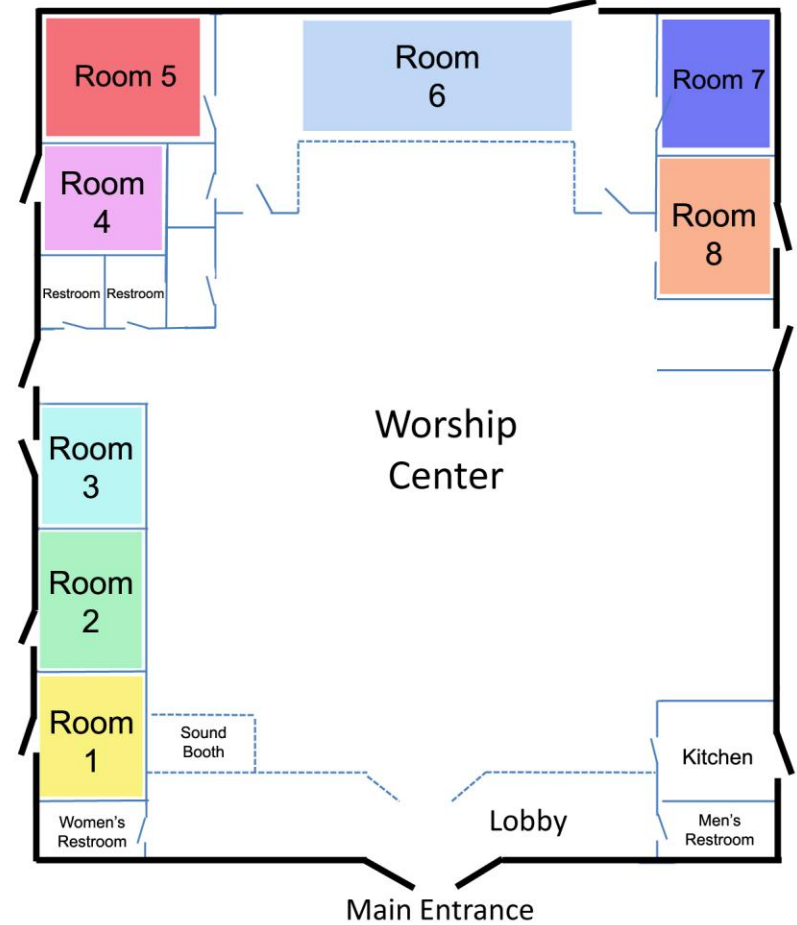 Room 5
Room
6
Room 7
Room
4
Room
8
Restroom
Restroom
Worship
Center
Room
3
Room
2
Room
1
Sound
Booth
Kitchen
Women's
Restroom
Lobby
Men's
Restroom
Main Entrance